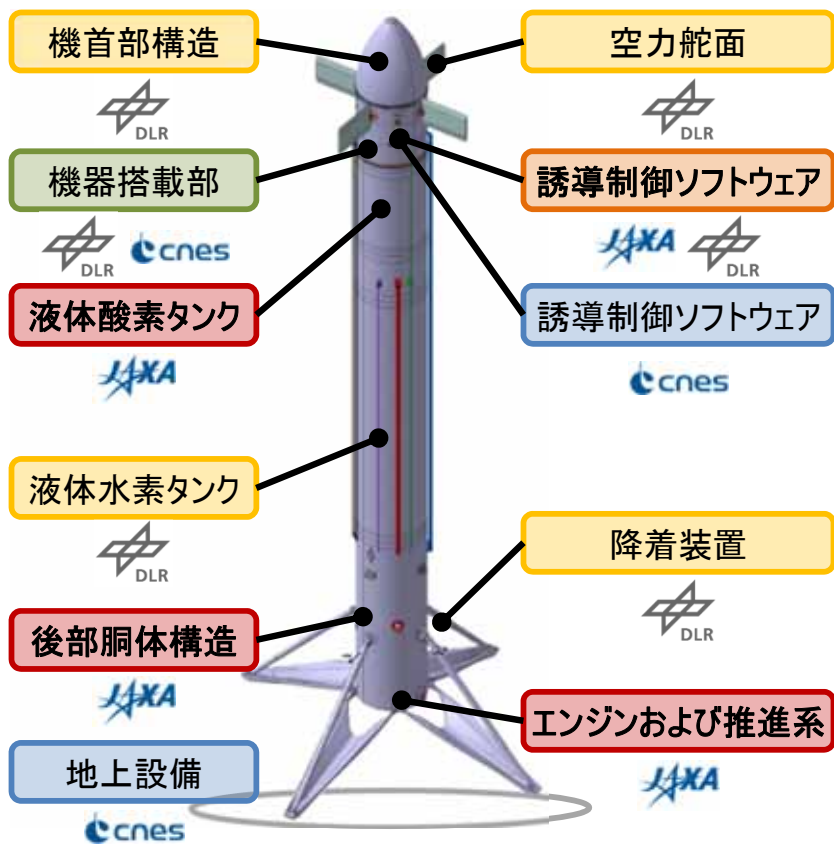 機首部構造
DLR
機器搭載部
DLR cnes
液体酸素タンク
JAXA
液体水素タンク
DLR
後部胴体構造
JAXA
地上設備
cnes
空力舵面
DLR
誘導制御ソフトウェア
JAXA DLR
誘導制御ソフトウェア
cnes
降着装置
DLR
エンジンおよび推進系
JAXA